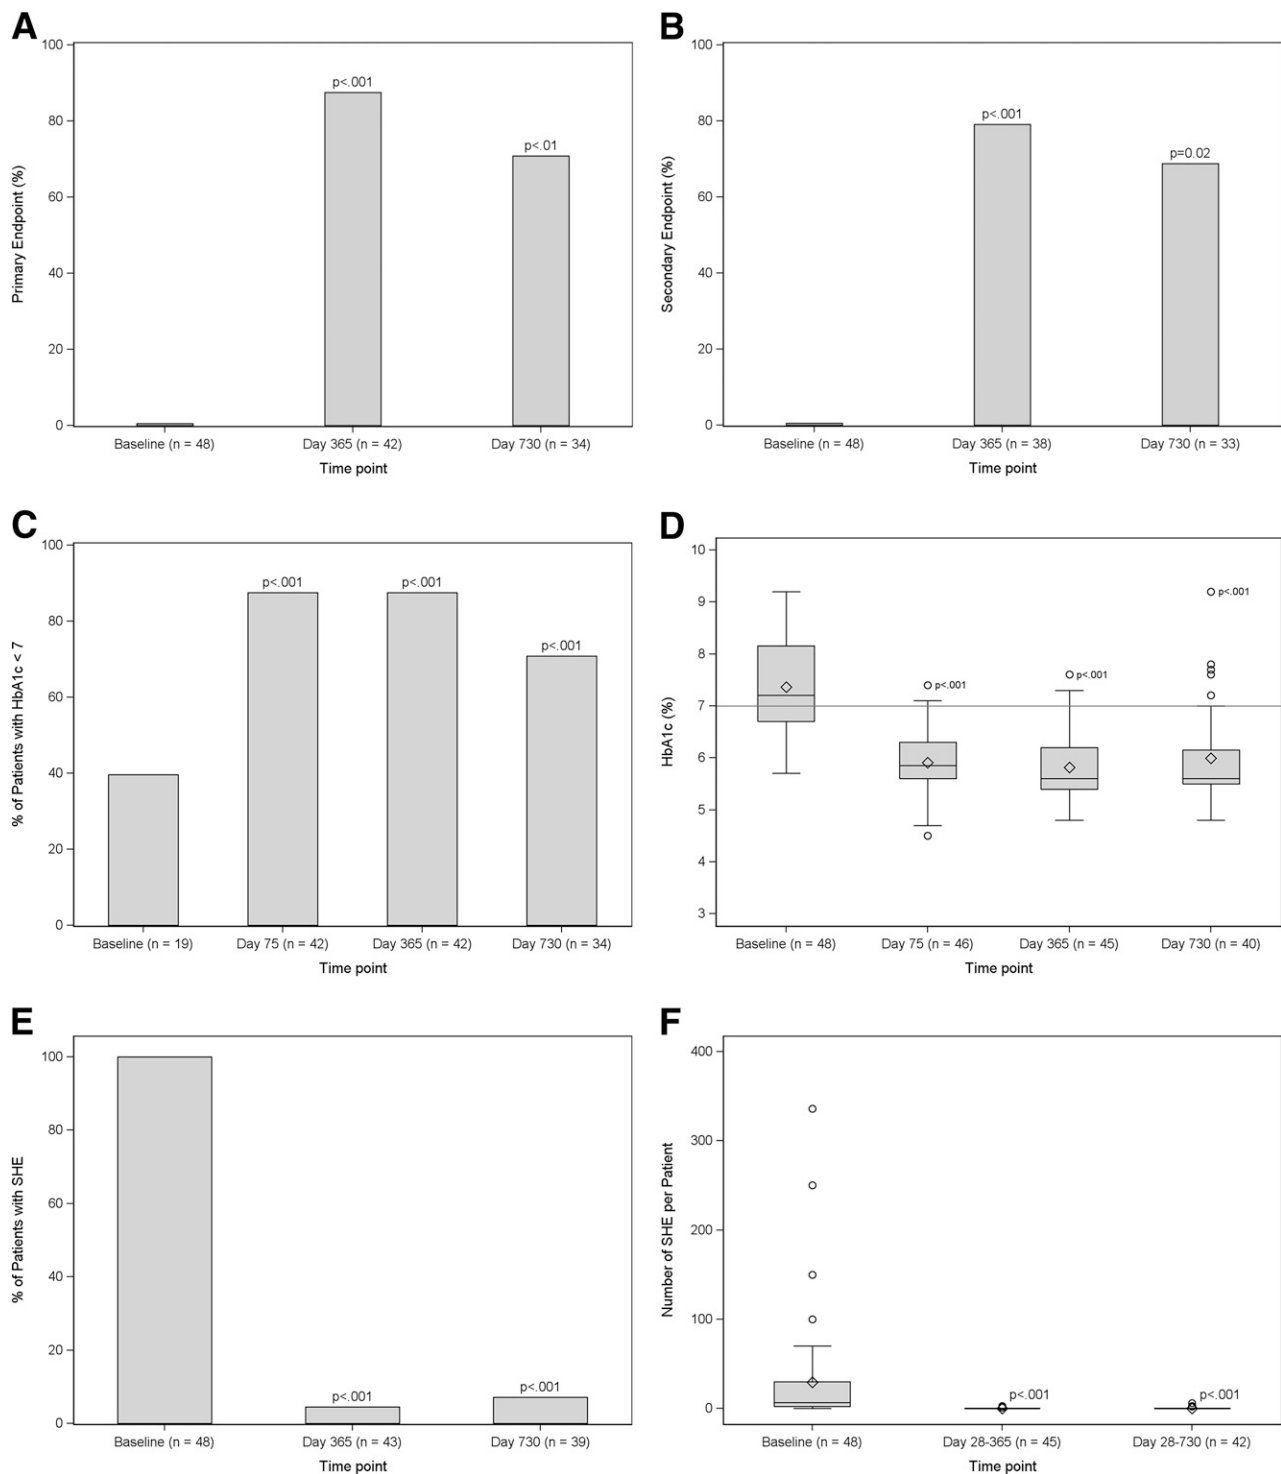 A
100
80
60
40
20
0
Primary Endpoint (%)
p<.001
p<.01
Baseline (n = 48)
Day 365 (n = 42)
Day 730 (n = 34)
Time point
B
100
80
60
40
20
0
Secondary Endpoint (%)
p<.001
p=0.02
Baseline (n = 48)
Day 365 (n = 38)
Day 730 (n = 33)
Time point
C
100
80
60
40
20
0
% of Patients with HbA1c < 7
p<.001
p<.001
p<.001
Baseline (n = 19)
Day 75 (n = 42)
Day 365 (n = 42)
Day 730 (n = 34)
Time point
D
10
9
8
7
6
5
4
3
HbA1c (%)
p<.001
p<.001
p<.001
Baseline (n = 48)
Day 75 (n = 46)
Day 365 (n = 45)
Day 730 (n = 40)
Time point
E
100
80
60
40
20
0
% of Patients with SHE
p<.001
p<.001
Baseline (n = 48)
Day 365 (n = 43)
Day 730 (n = 39)
Time point
F
400
300
200
100
0
Number of SHE per Patient
p<.001
p<.001
Baseline (n = 48)
Day 28-365 (n = 45)
Day 28-730 (n = 42)
Time point